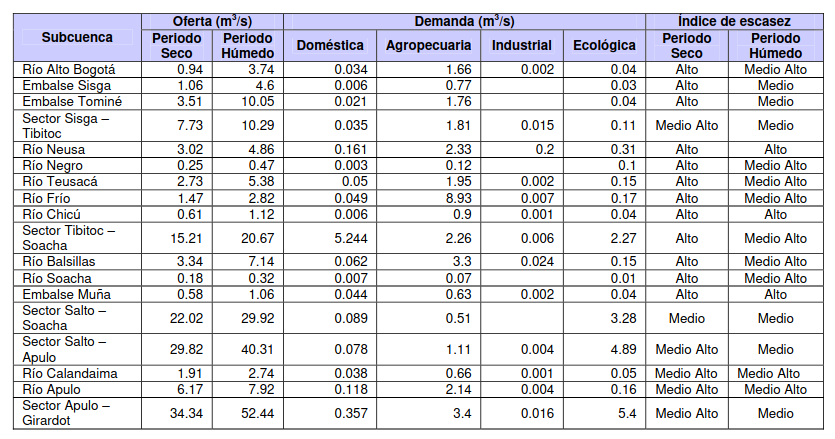 Subcuenca Oferta (m³/s) Demanda (m³/s) Índice de escasez
Periodo Seco Periodo Húmedo Doméstica Agropecuaria Industrial Ecológica Periodo Seco Periodo Húmedo
Río Alto Bogotá 0.94 3.74 0.034 1.66 0.002 0.04 Alto Medio Alto
Embalse Sisga 1.06 4.6 0.006 0.77 0.03 Alto Medio
Embalse Tominé 3.51 10.05 0.021 1.76 0.04 Alto Medio
Sector Sisga – Tibitoc 7.73 10.29 0.035 1.81 0.015 0.11 Medio Alto Medio
Río Neusa 3.02 4.86 0.161 2.33 0.2 0.31 Alto Alto
Río Negro 0.25 0.47 0.003 0.12 0.1 Alto Medio Alto
Río Teusacá 2.73 5.38 0.05 1.95 0.002 0.15 Alto Medio Alto
Río Frío 1.47 2.82 0.049 8.93 0.007 0.17 Alto Medio Alto
Río Chicú 0.61 1.12 0.006 0.9 0.001 0.04 Alto Alto
Sector Tibitoc – Soacha 15.21 20.67 5.244 2.26 0.006 2.27 Alto Medio Alto
Río Balsillas 3.34 7.14 0.062 3.3 0.024 0.15 Alto Medio Alto
Río Soacha 0.18 0.32 0.007 0.07 0.01 Alto Medio Alto
Embalse Muña 0.58 1.06 0.044 0.63 0.002 0.04 Alto Alto
Sector Salto – Soacha 22.02 29.92 0.089 0.51 3.28 Medio Medio
Sector Salto – Apulo 29.82 40.31 0.078 1.11 0.004 4.89 Medio Alto Medio
Río Calandaima 1.91 2.74 0.038 0.66 0.001 0.05 Medio Alto Medio Alto
Río Apulo 6.17 7.92 0.118 2.14 0.004 0.16 Medio Alto Medio Alto
Sector Apulo – Girardot 34.34 52.44 0.357 3.4 0.016 5.4 Medio Alto Medio